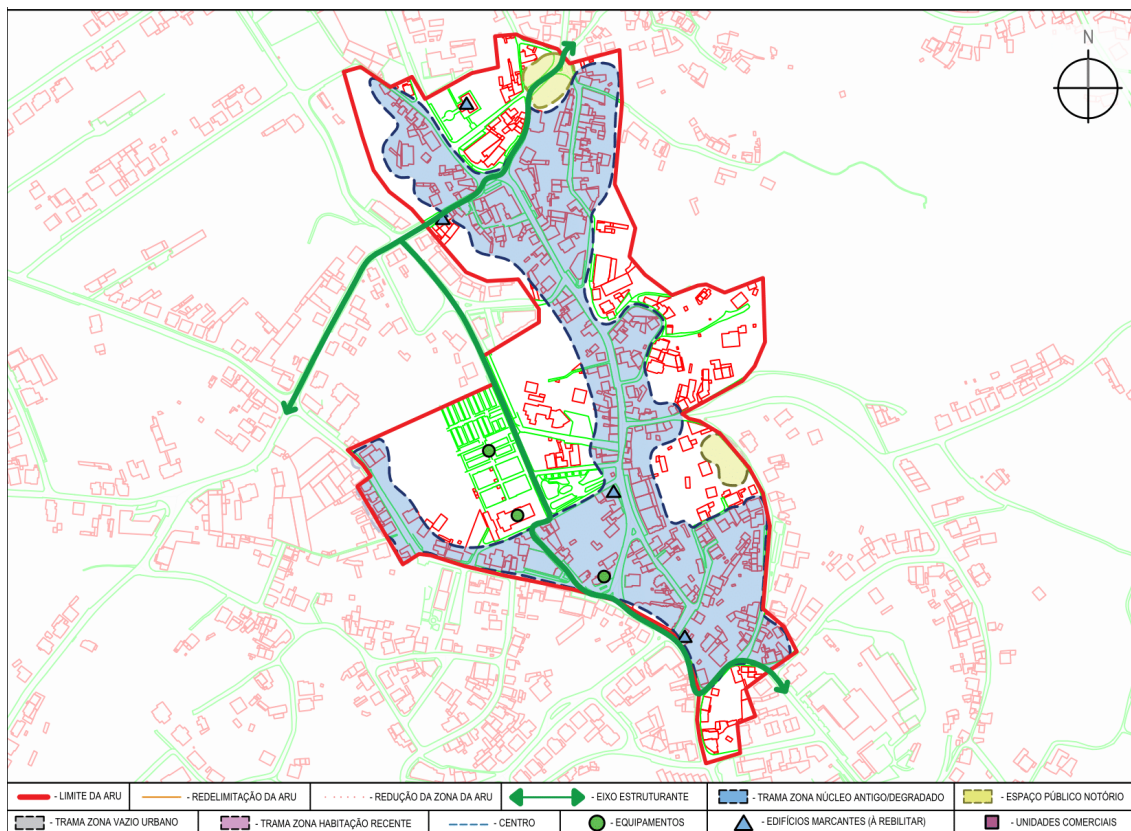 N
- LIMITE DA ARU
- REDELIMITAÇÃO DA ARU
- REDUÇÃO DA ZONA DA ARU
- EIXO ESTRUTURANTE
- TRAMA ZONA NÚCLEO ANTIGO/DEGRADADO
- ESPAÇO PÚBLICO NOTÓRIO
- TRAMA ZONA VAZIO URBANO
- TRAMA ZONA HABITAÇÃO RECENTE
- CENTRO
- EQUIPAMENTOS
- EDIFÍCIOS MARCANTES (À REBILITAR)
- UNIDADES COMERCIAIS